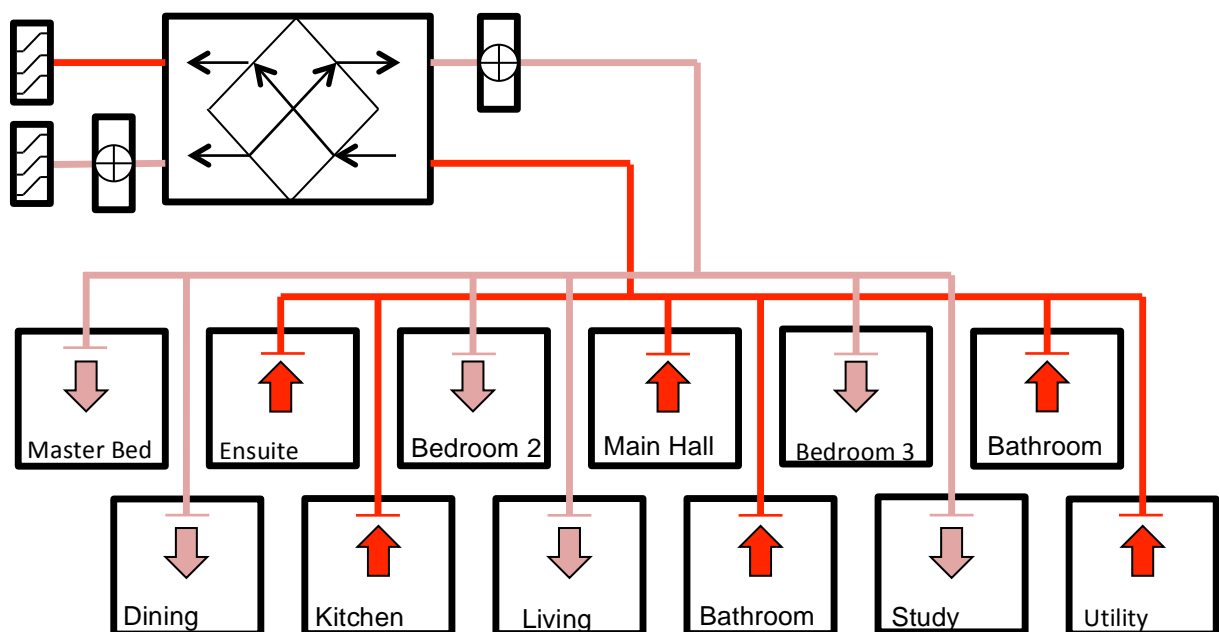 Master Bed
Ensuite
Bedroom 2
Main Hall
Bedroom 3
Bathroom
Dining
Kitchen
Living
Bathroom
Study
Utility